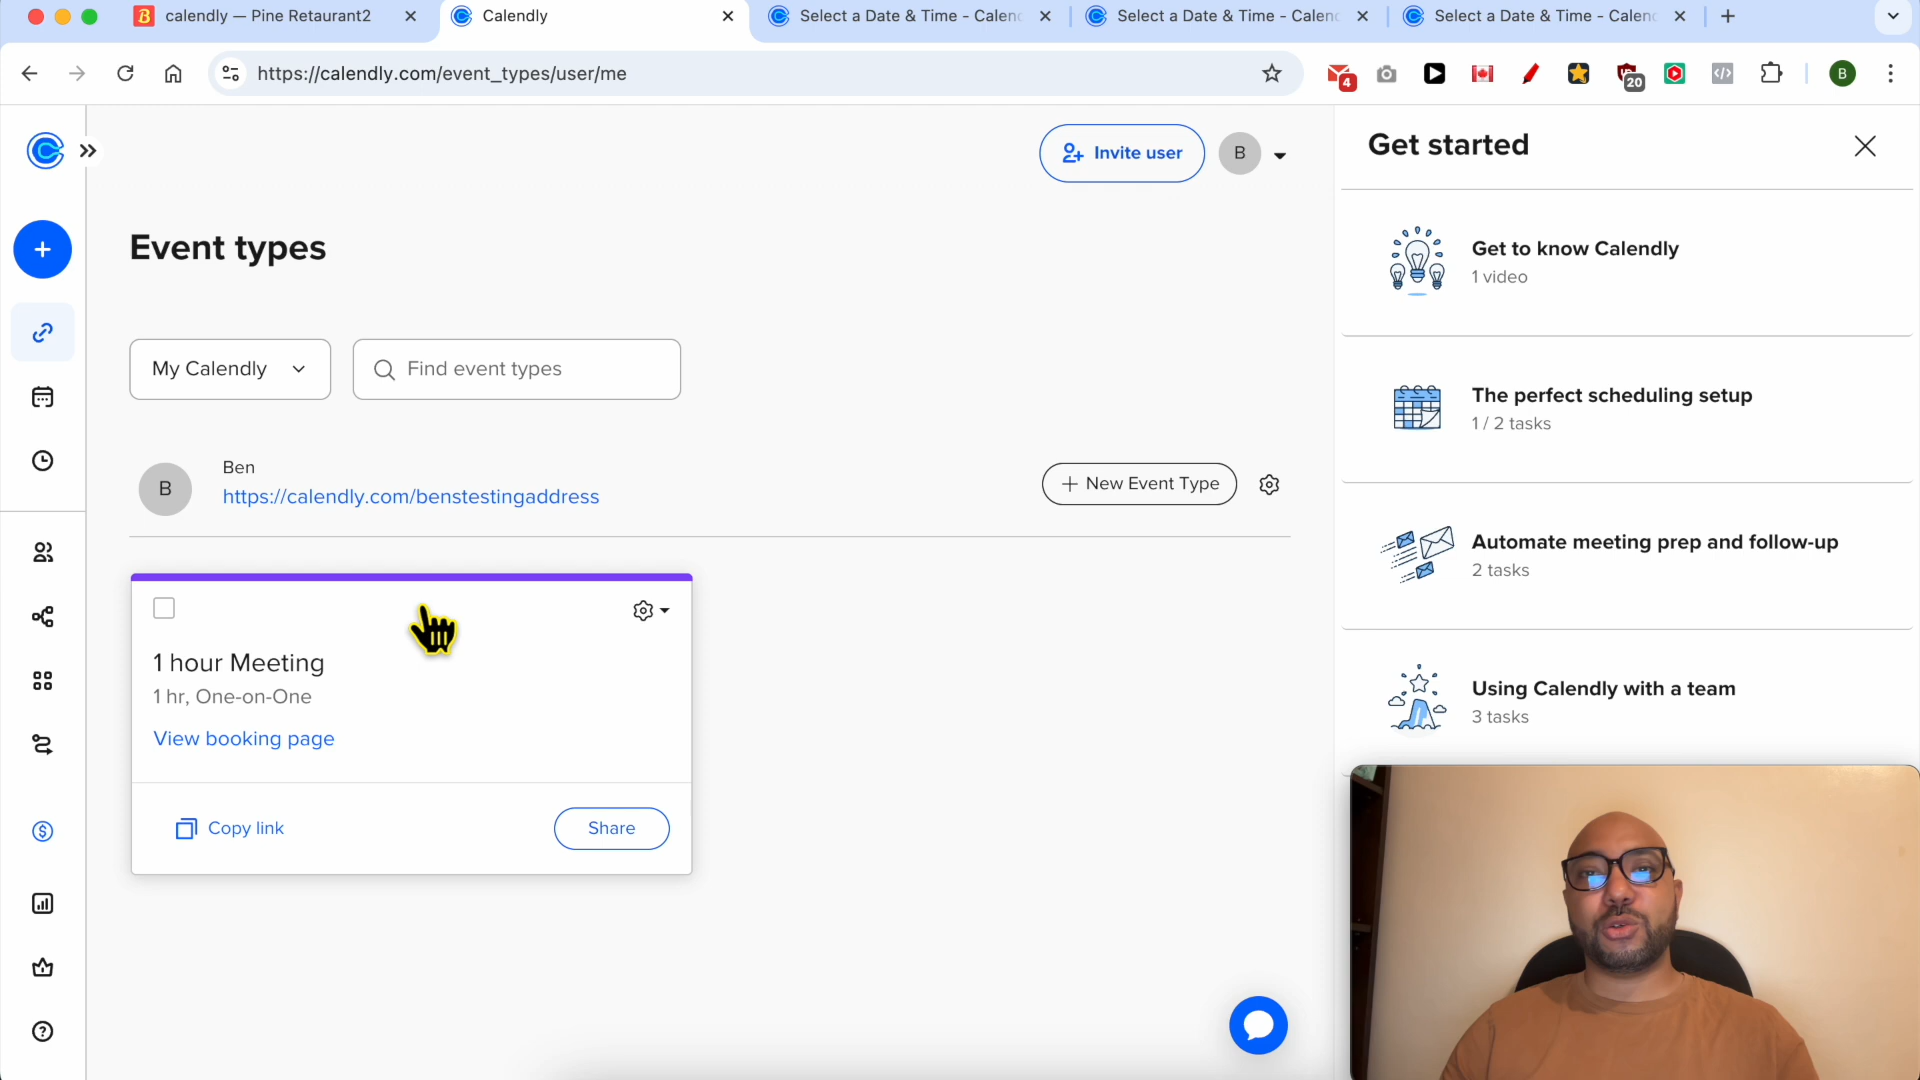 calendly — Pine Retaurant2
Calendly
Select a Date & Time - Calen
Select a Date & Time - Calen
Select a Date & Time - Calen
https://calendly.com/event_types/user/me
4
20
B
Invite user
B
Get started
Event types
Get to know Calendly
1 video
My Calendly
Find event types
The perfect scheduling setup
1 / 2 tasks
B
Ben
https://calendly.com/benstestingaddress
+ New Event Type
Automate meeting prep and follow-up
2 tasks
1 hour Meeting
1 hr, One-on-One
View booking page
Using Calendly with a team
3 tasks
Copy link
Share